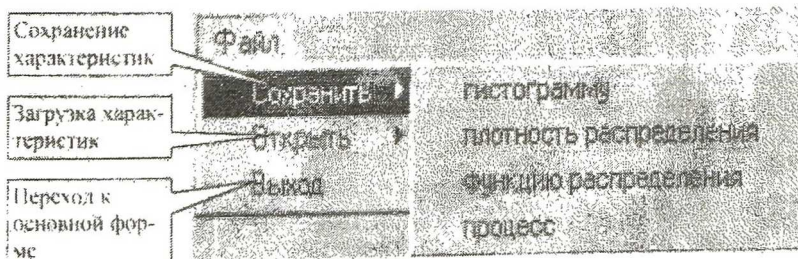 Сохранение
характеристик
Загрузка харак-
теристик
Переход к
основной фор-
ме
Файл
Сохранить
Открыть
Выход
гистограмму
плотность распределения
функцию распределения
процесс